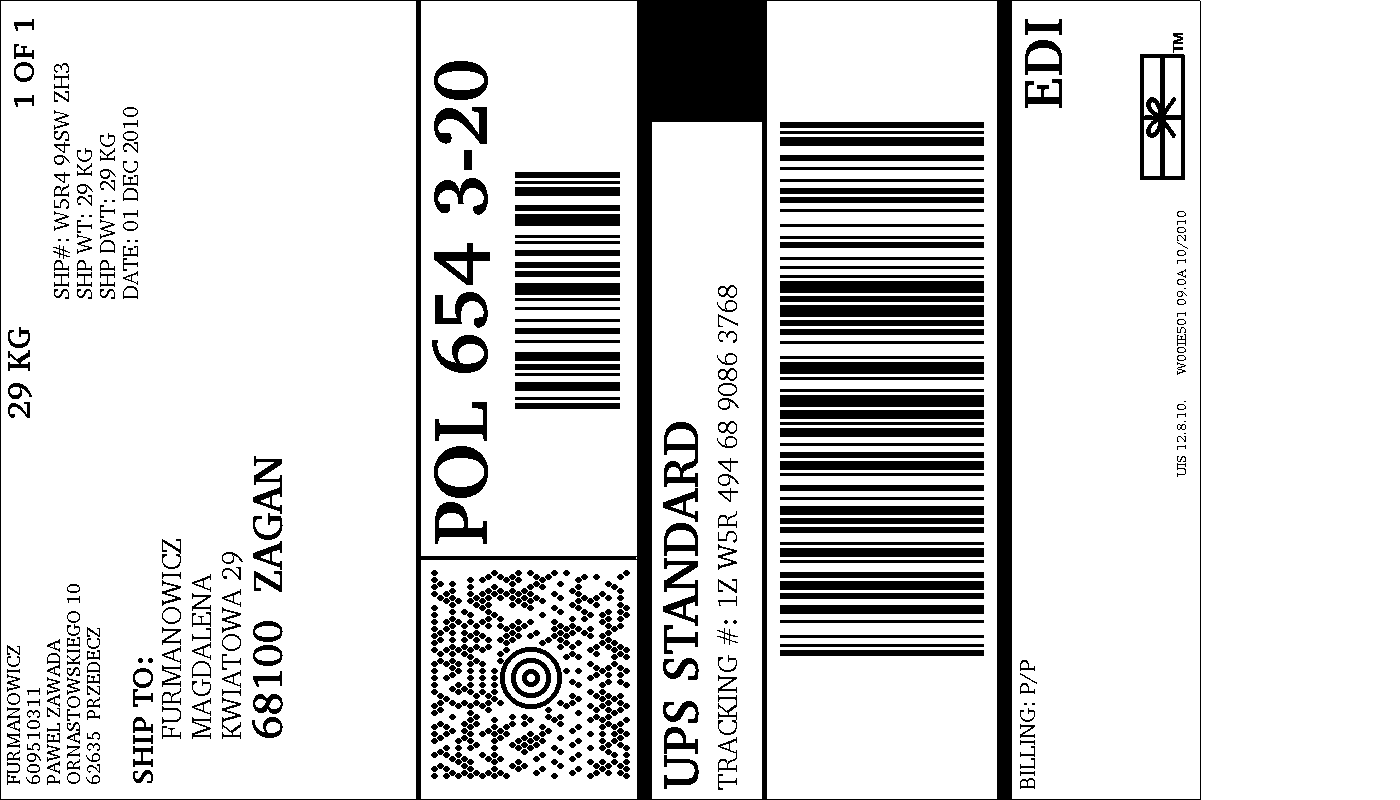 FURMANOWICZ
609510311
PAWEL ZAWADA
ORNASTOWSKIEGO 10
62635 PRZEDECZ
29 KG
1 OF 1
SHP#: W5R4 94SW ZH3
SHP WT: 29 KG
SHP DWT: 29 KG
DATE: 01 DEC 2010
SHIP TO:
FURMANOWICZ
MAGDALENA
KWIATOWA 29
68100 ZAGAN
POL 654 3-20
UPS STANDARD
TRACKING #: 1Z W5R 494 68 9086 3768
BILLING: P/P
EDI
TM
UIS 12.8.10. W00IE501 09.0A 10/2010